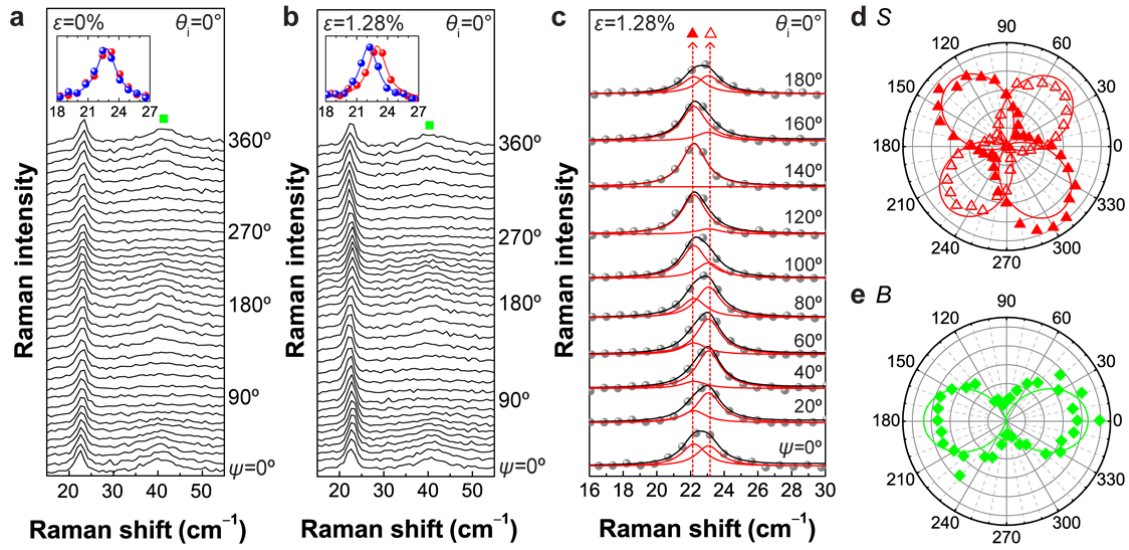 a
ε=0%
θi=0º
18 21 24 27
360º
270º
180º
90º
ψ=0º
20 30 40 50
Raman shift (cm−1)
Raman intensity
b
ε=1.28%
θi=0º
18 21 24 27
360º
270º
180º
90º
ψ=0º
20 30 40 50
Raman shift (cm−1)
Raman intensity
c
ε=1.28%
θi=0º
180º
160º
140º
120º
100º
80º
60º
40º
20º
ψ=0º
16 18 20 22 24 26 28 30
Raman shift (cm−1)
Raman intensity
d S
90
120 60
150 30
180 0
210 330
240 300
270
e B
90
120 60
150 30
180 0
210 330
240 300
270